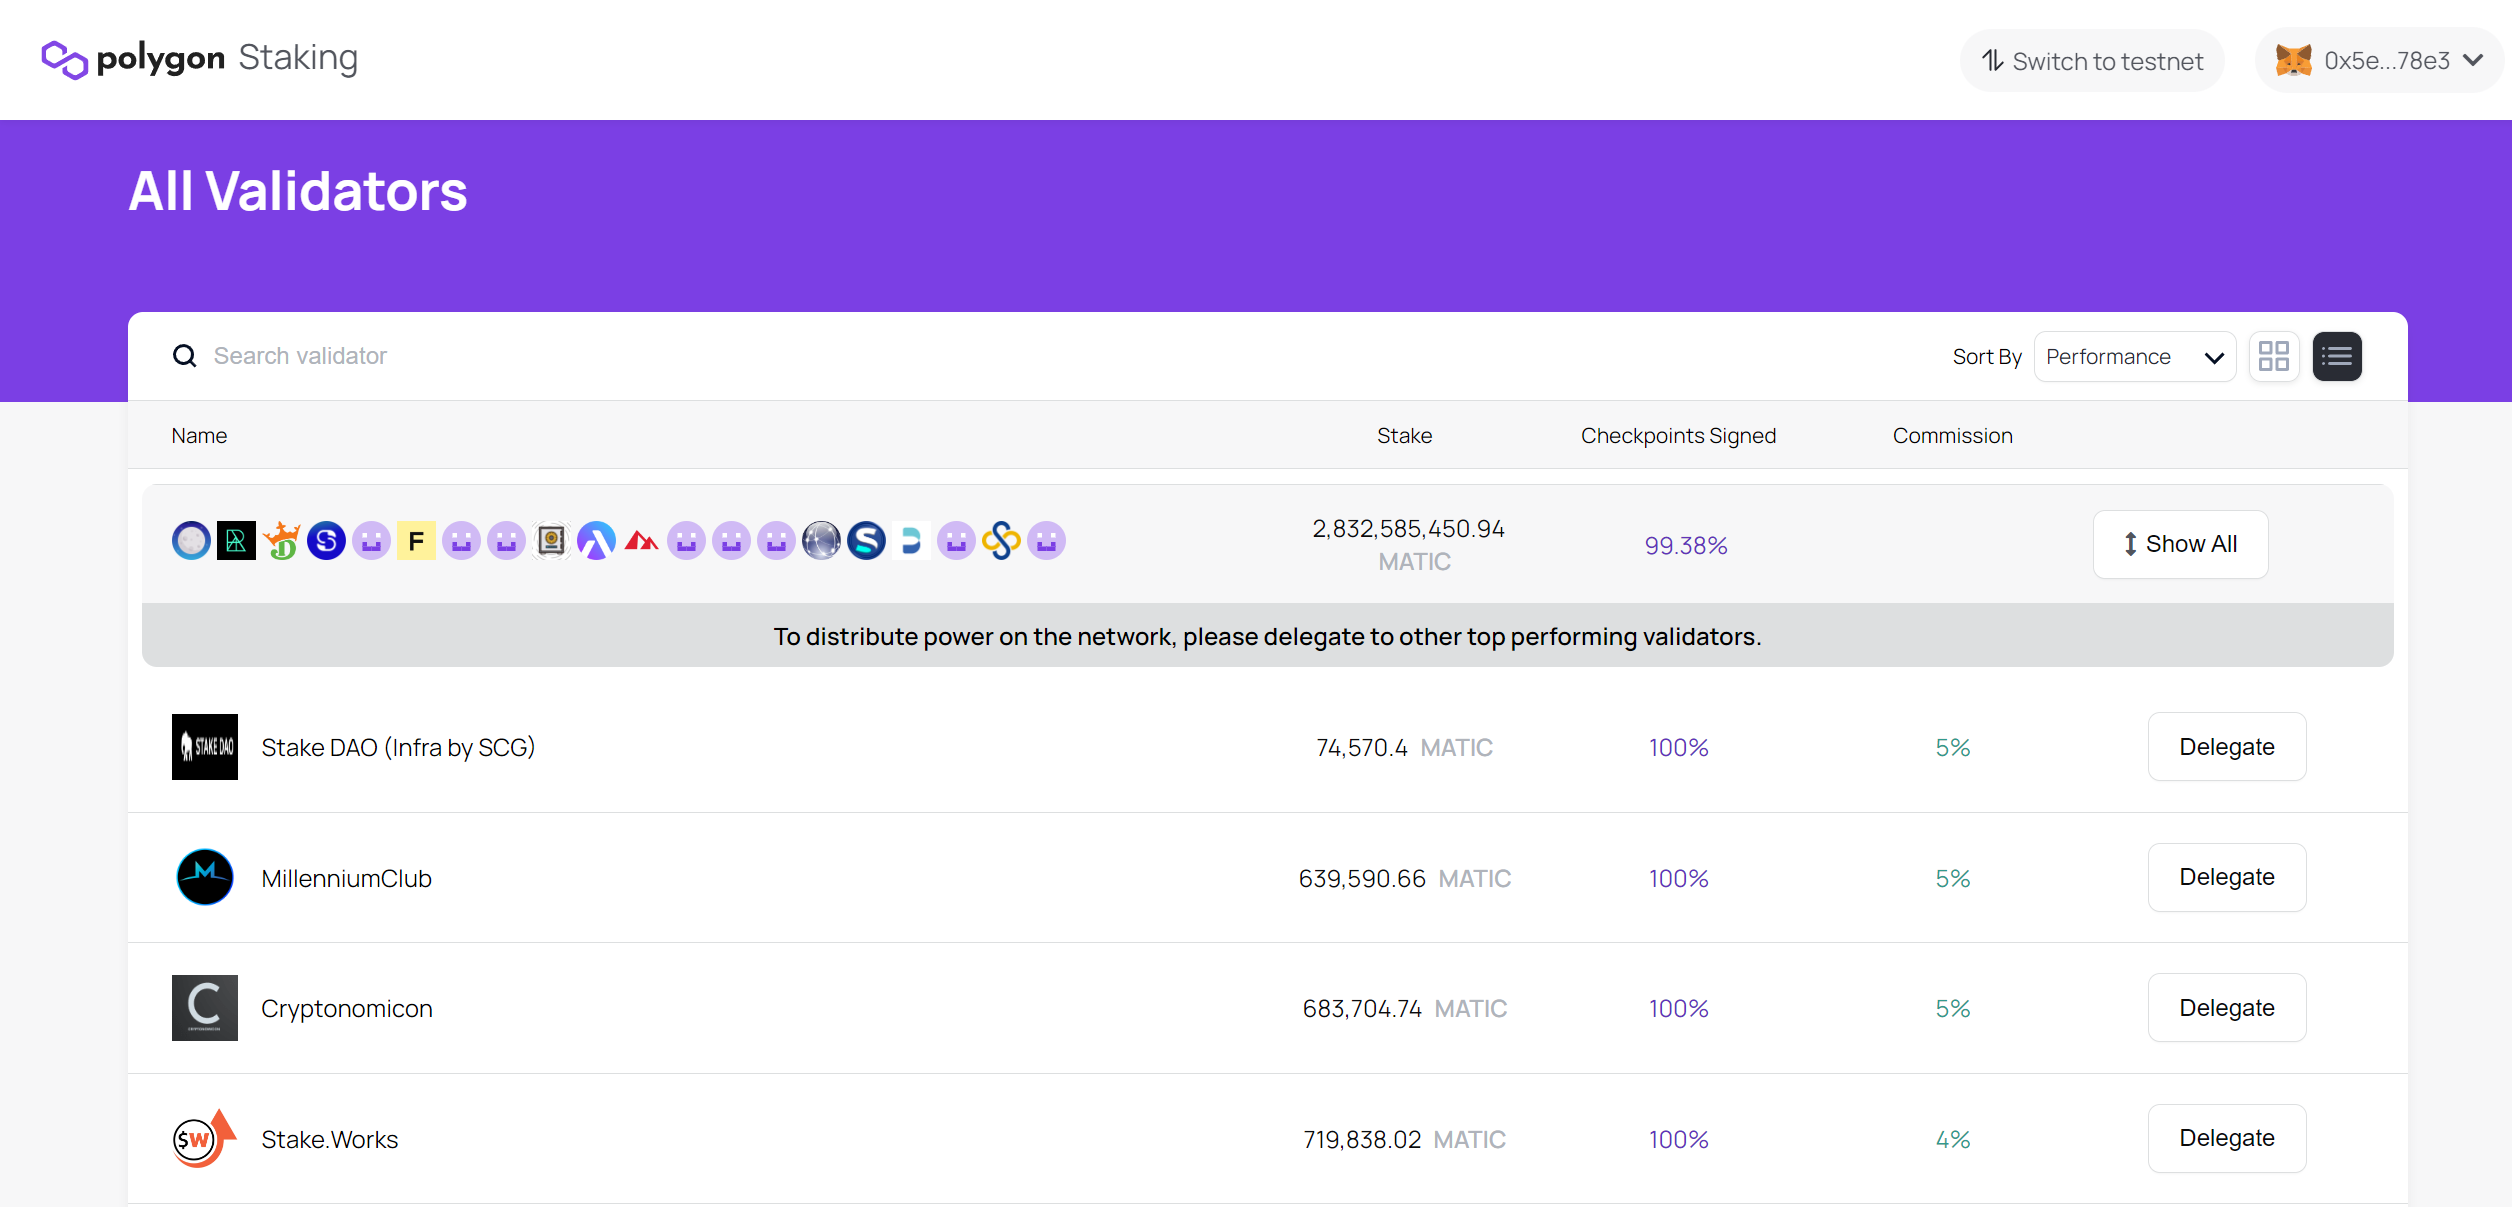 polygon Staking
Switch to testnet
0x5e...78e3
All Validators
Search validator
Sort By
Performance
Name
Stake
Checkpoints Signed
Commission
F
2,832,585,450.94
MATIC
99.38%
Show All
To distribute power on the network, please delegate to other top performing validators.
STAKE DAO
Stake DAO (Infra by SCG)
74,570.4 MATIC
100%
5%
Delegate
M
MillenniumClub
639,590.66 MATIC
100%
5%
Delegate
C
Cryptonomicon
683,704.74 MATIC
100%
5%
Delegate
$W
Stake.Works
719,838.02 MATIC
100%
4%
Delegate